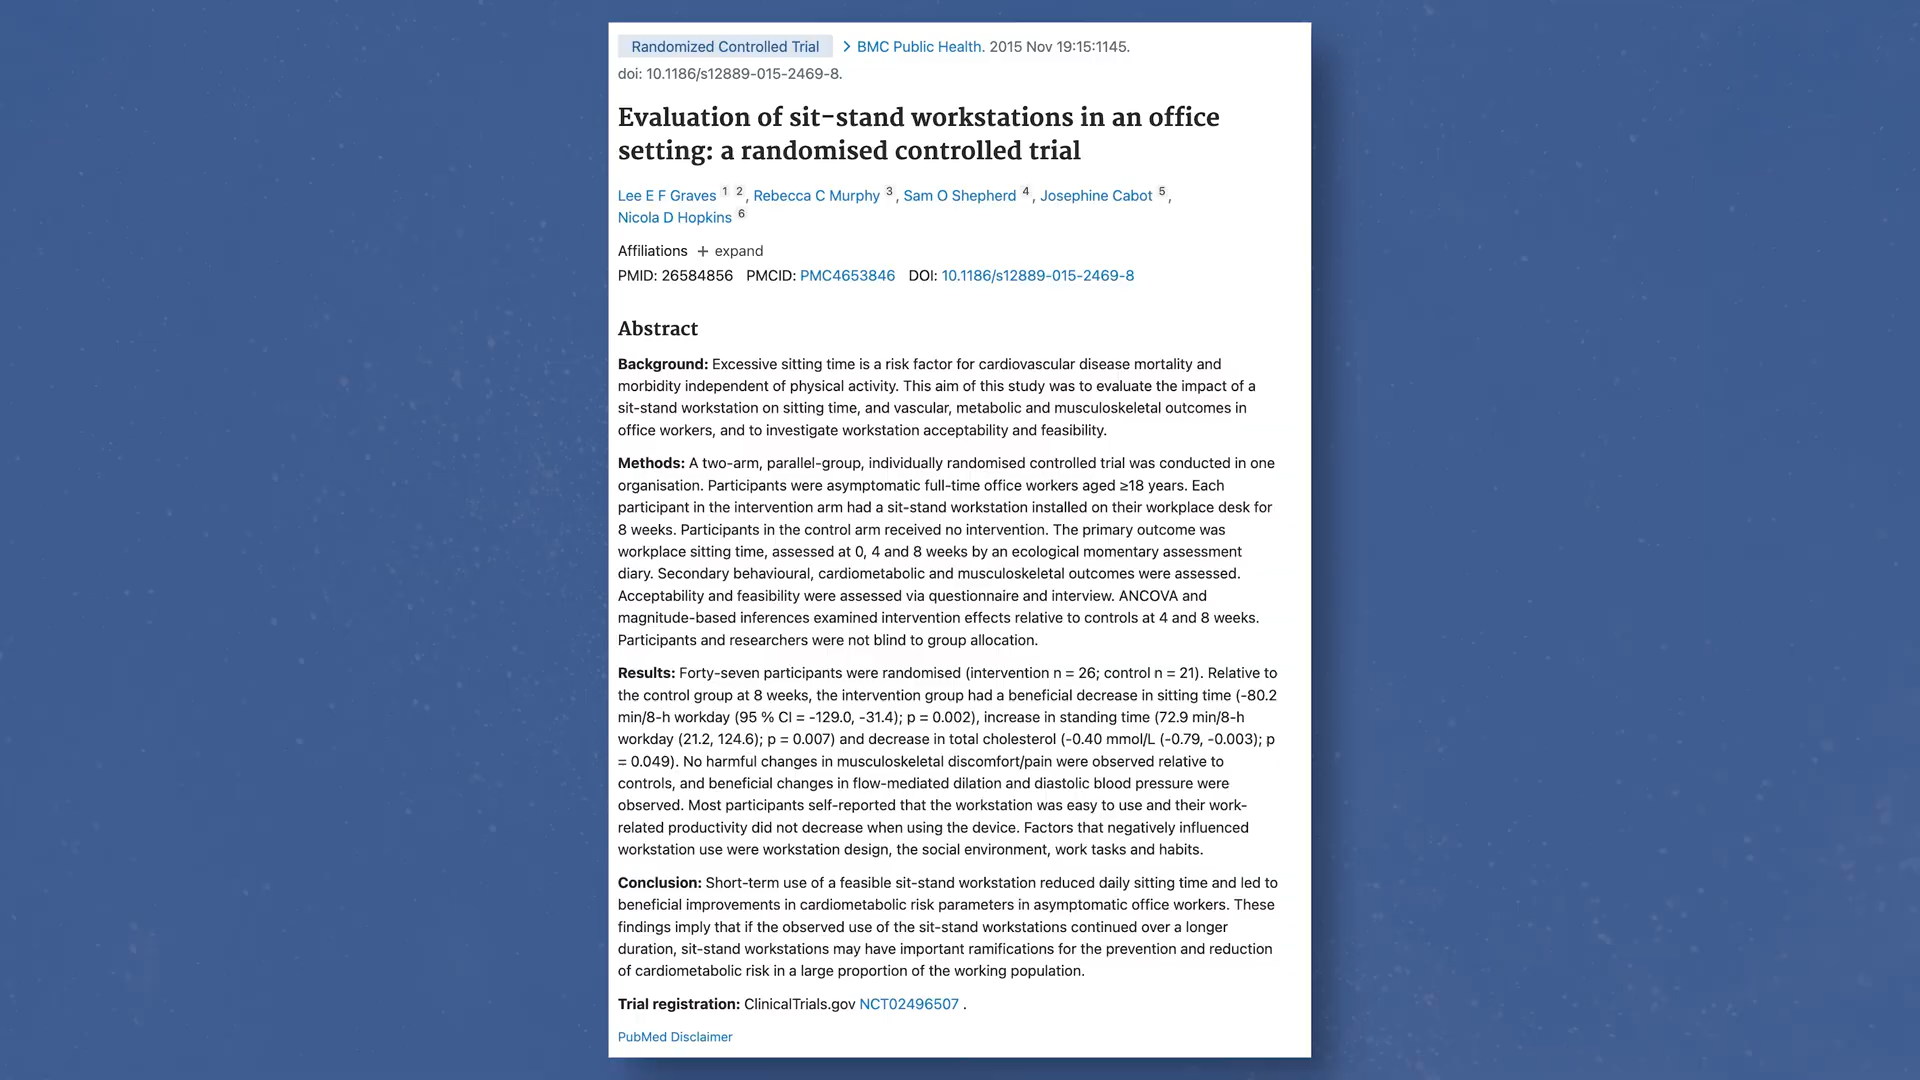 Randomized Controlled Trial > BMC Public Health. 2015 Nov 19:15:1145.
doi: 10.1186/s12889-015-2469-8.
Evaluation of sit-stand workstations in an office
setting: a randomised controlled trial
Lee E F Graves 1 2, Rebecca C Murphy 3, Sam O Shepherd 4, Josephine Cabot 5,
Nicola D Hopkins 6
Affiliations + expand
PMID: 26584856 PMCID: PMC4653846 DOI: 10.1186/s12889-015-2469-8
Abstract
Background: Excessive sitting time is a risk factor for cardiovascular disease mortality and
morbidity independent of physical activity. This aim of this study was to evaluate the impact of a
sit-stand workstation on sitting time, and vascular, metabolic and musculoskeletal outcomes in
office workers, and to investigate workstation acceptability and feasibility.
Methods: A two-arm, parallel-group, individually randomised controlled trial was conducted in one
organisation. Participants were asymptomatic full-time office workers aged ≥18 years. Each
participant in the intervention arm had a sit-stand workstation installed on their workplace desk for
8 weeks. Participants in the control arm received no intervention. The primary outcome was
workplace sitting time, assessed at 0, 4 and 8 weeks by an ecological momentary assessment
diary. Secondary behavioural, cardiometabolic and musculoskeletal outcomes were assessed.
Acceptability and feasibility were assessed via questionnaire and interview. ANCOVA and
magnitude-based inferences examined intervention effects relative to controls at 4 and 8 weeks.
Participants and researchers were not blind to group allocation.
Results: Forty-seven participants were randomised (intervention n = 26; control n = 21). Relative to
the control group at 8 weeks, the intervention group had a beneficial decrease in sitting time (-80.2
min/8-h workday (95 % CI = -129.0, -31.4); p = 0.002), increase in standing time (72.9 min/8-h
workday (21.2, 124.6); p = 0.007) and decrease in total cholesterol (-0.40 mmol/L (-0.79, -0.003); p
= 0.049). No harmful changes in musculoskeletal discomfort/pain were observed relative to
controls, and beneficial changes in flow-mediated dilation and diastolic blood pressure were
observed. Most participants self-reported that the workstation was easy to use and their work-
related productivity did not decrease when using the device. Factors that negatively influenced
workstation use were workstation design, the social environment, work tasks and habits.
Conclusion: Short-term use of a feasible sit-stand workstation reduced daily sitting time and led to
beneficial improvements in cardiometabolic risk parameters in asymptomatic office workers. These
findings imply that if the observed use of the sit-stand workstations continued over a longer
duration, sit-stand workstations may have important ramifications for the prevention and reduction
of cardiometabolic risk in a large proportion of the working population.
Trial registration: ClinicalTrials.gov NCT02496507 .
PubMed Disclaimer